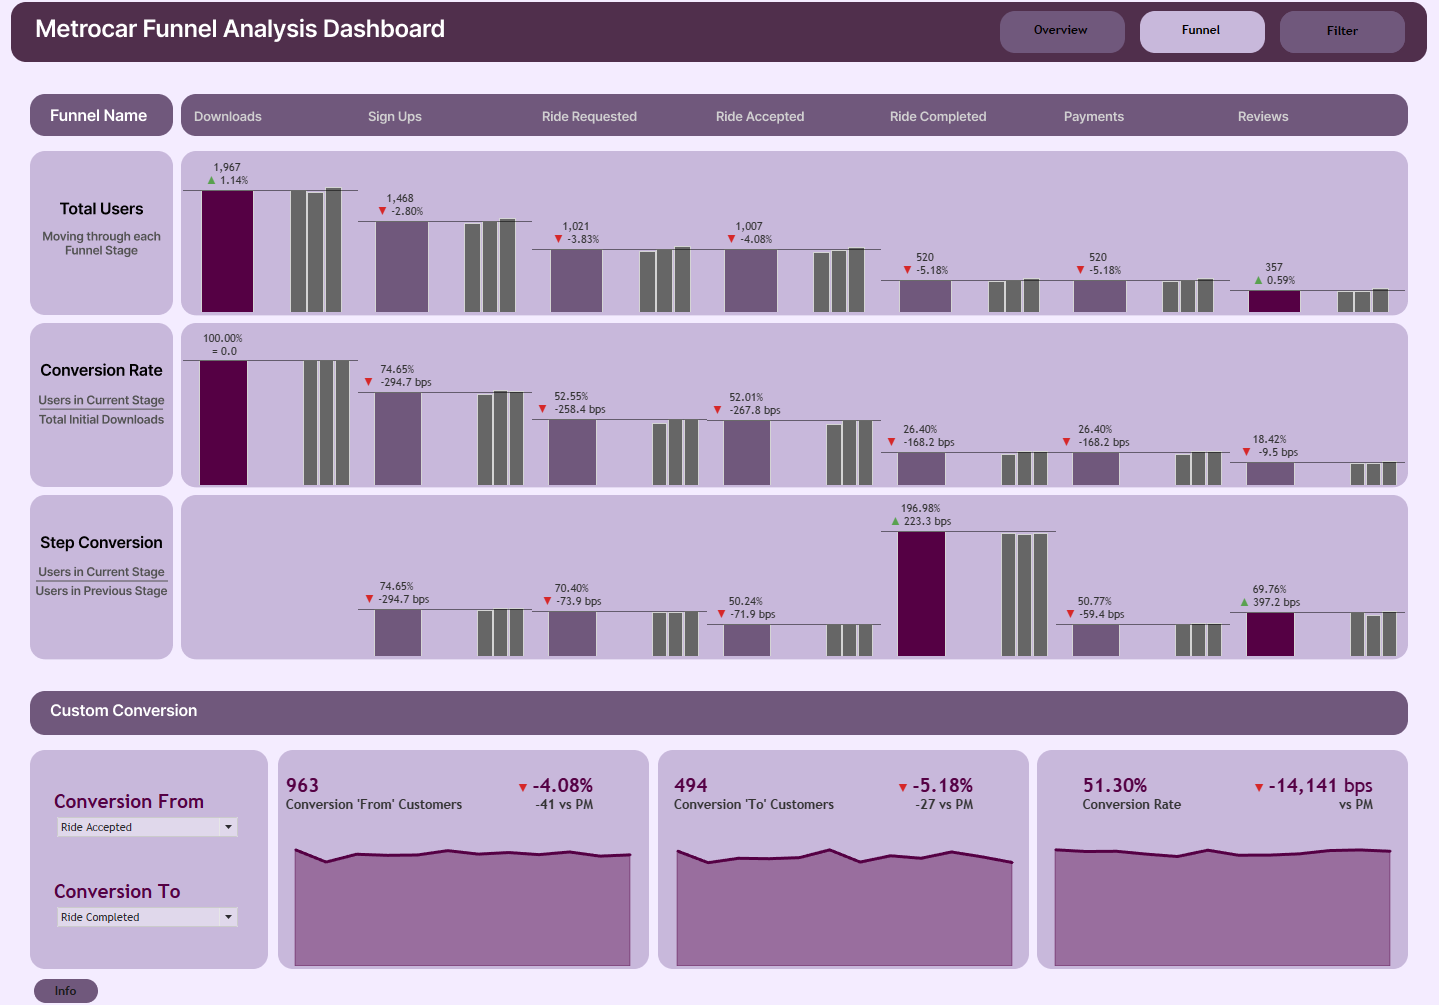 Metrocar Funnel Analysis Dashboard
Overview
Funnel
Filter
Funnel Name
Downloads
Sign Ups
Ride Requested
Ride Accepted
Ride Completed
Payments
Reviews
Total Users
Moving through each
Funnel Stage
1,967
▲ 1.14%
1,468
▼ -2.80%
1,021
▼ -3.83%
1,007
▼ -4.08%
520
▼ -5.18%
520
▼ -5.18%
357
▲ 0.59%
Conversion Rate
Users in Current Stage
Total Initial Downloads
100.00%
= 0.0
74.65%
▼ -294.7 bps
52.55%
▼ -258.4 bps
52.01%
▼ -267.8 bps
26.40%
▼ -168.2 bps
26.40%
▼ -168.2 bps
18.42%
▼ -9.5 bps
Step Conversion
Users in Current Stage
Users in Previous Stage
74.65%
▼ -294.7 bps
70.40%
▼ -73.9 bps
50.24%
▼ -71.9 bps
196.98%
▲ 223.3 bps
50.77%
▼ -59.4 bps
69.76%
▲ 397.2 bps
Custom Conversion
Conversion From
Ride Accepted
Conversion To
Ride Completed
963
Conversion 'From' Customers
▼ -4.08%
-41 vs PM
494
Conversion 'To' Customers
▼ -5.18%
-27 vs PM
51.30%
Conversion Rate
▼ -14,141 bps
vs PM
Info